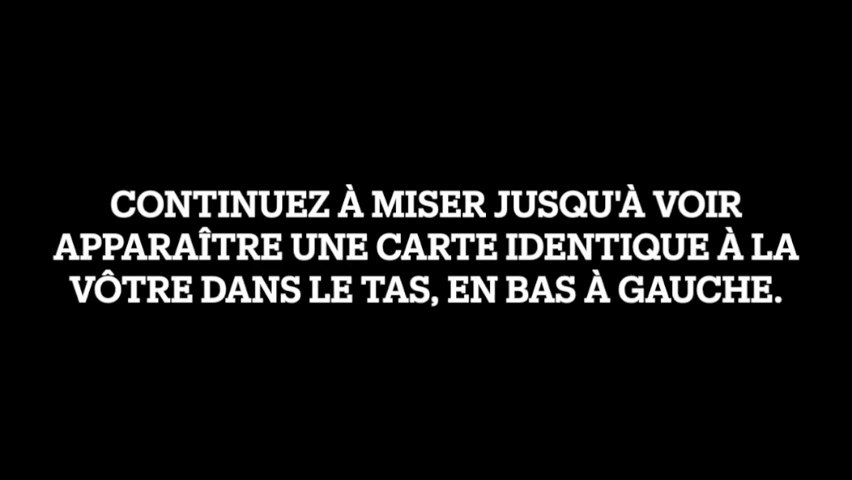 CONTINUEZ À MISER JUSQU'À VOIR
APPARAÎTRE UNE CARTE IDENTIQUE À LA
VÔTRE DANS LE TAS, EN BAS À GAUCHE.